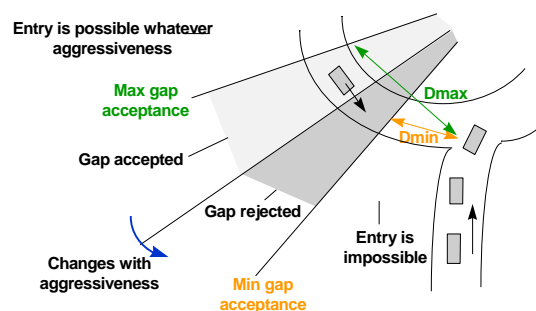 Entry is possible whatever
aggressiveness
Max gap
acceptance
Dmax
Dmin
Gap accepted
Gap rejected
Entry is
impossible
Changes with
aggressiveness
Min gap
acceptance